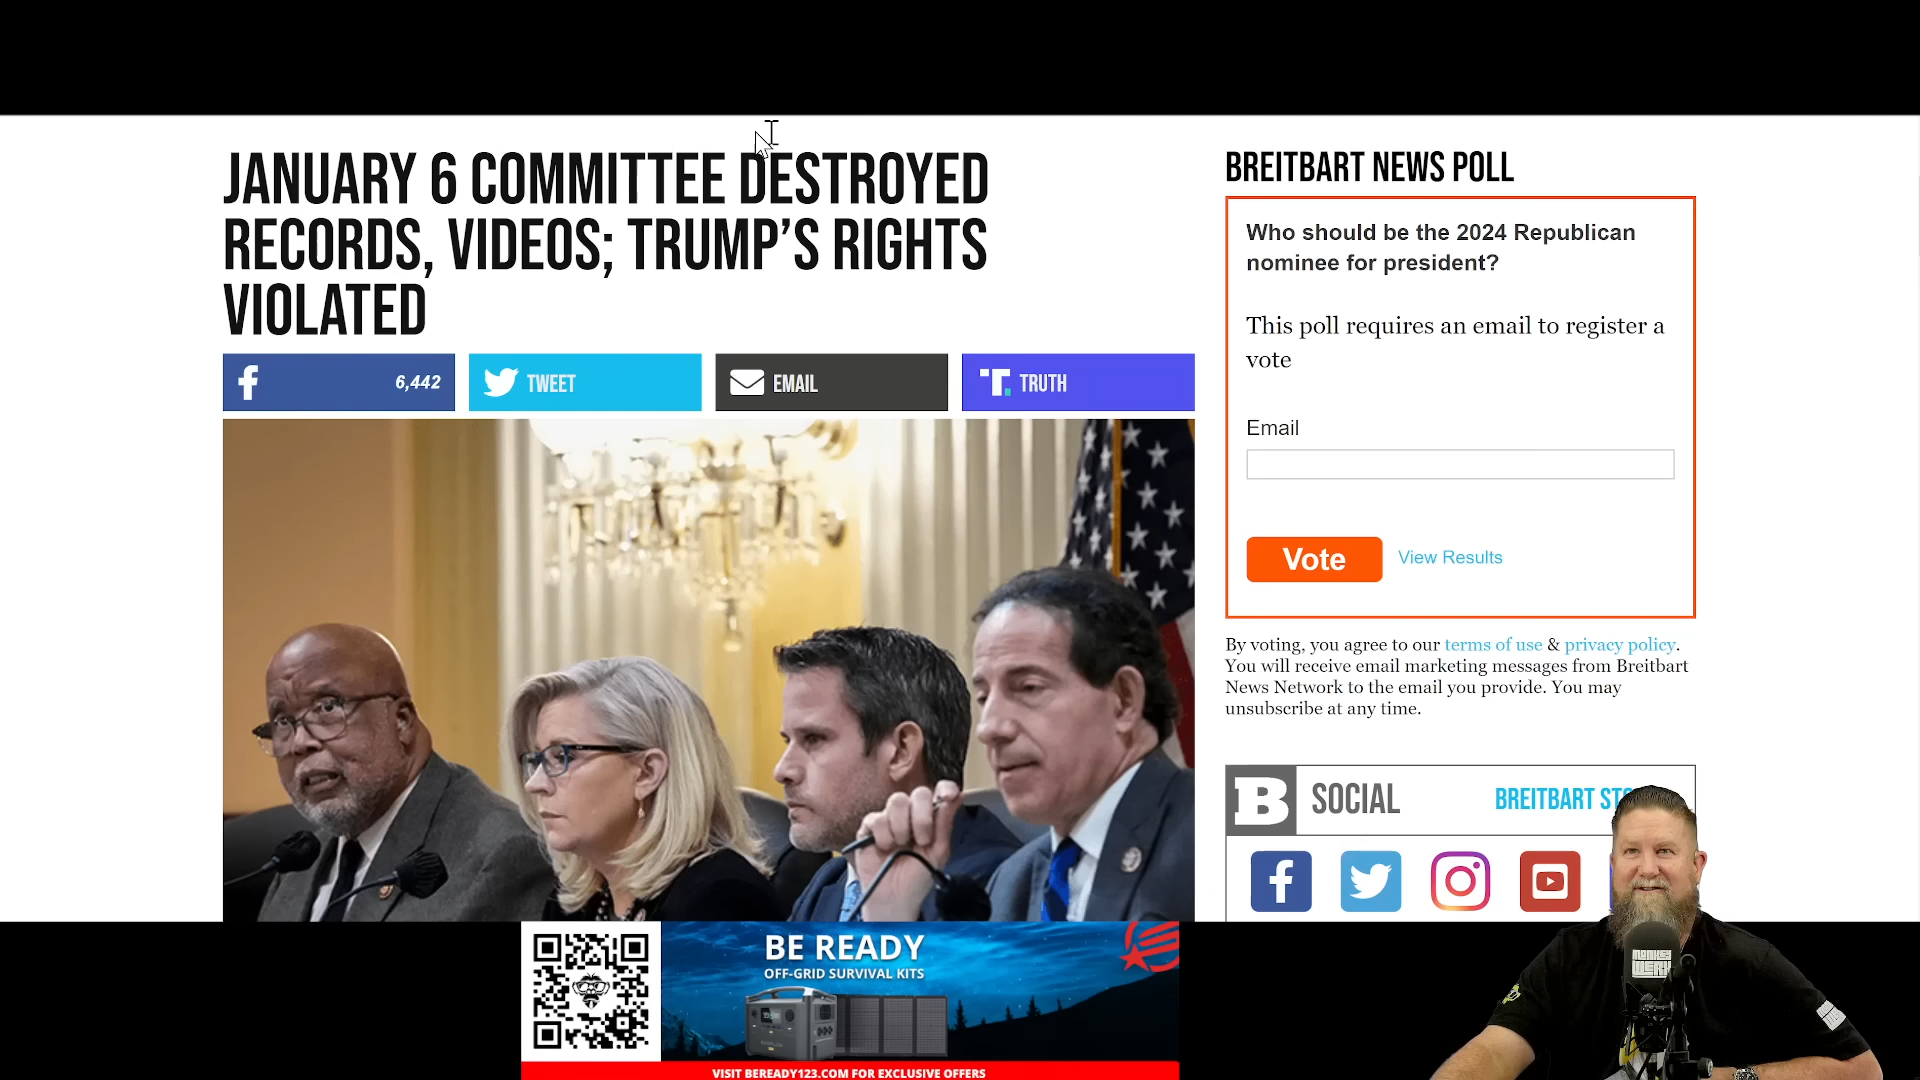 JANUARY 6 COMMITTEE DESTROYED
RECORDS, VIDEOS; TRUMP'S RIGHTS
VIOLATED
6,442
TWEET
EMAIL
TRUTH
BREITBART NEWS POLL
Who should be the 2024 Republican
nominee for president?
This poll requires an email to register a
vote
Email
Vote
View Results
By voting, you agree to our terms of use & privacy policy.
You will receive email marketing messages from Breitbart
News Network to the email you provide. You may
unsubscribe at any time.
B SOCIAL
BREITBART
MONKEY
WERX
BE READY
OFF-GRID SURVIVAL KITS
VISIT BEREADY123.COM FOR EXCLUSIVE OFFERS